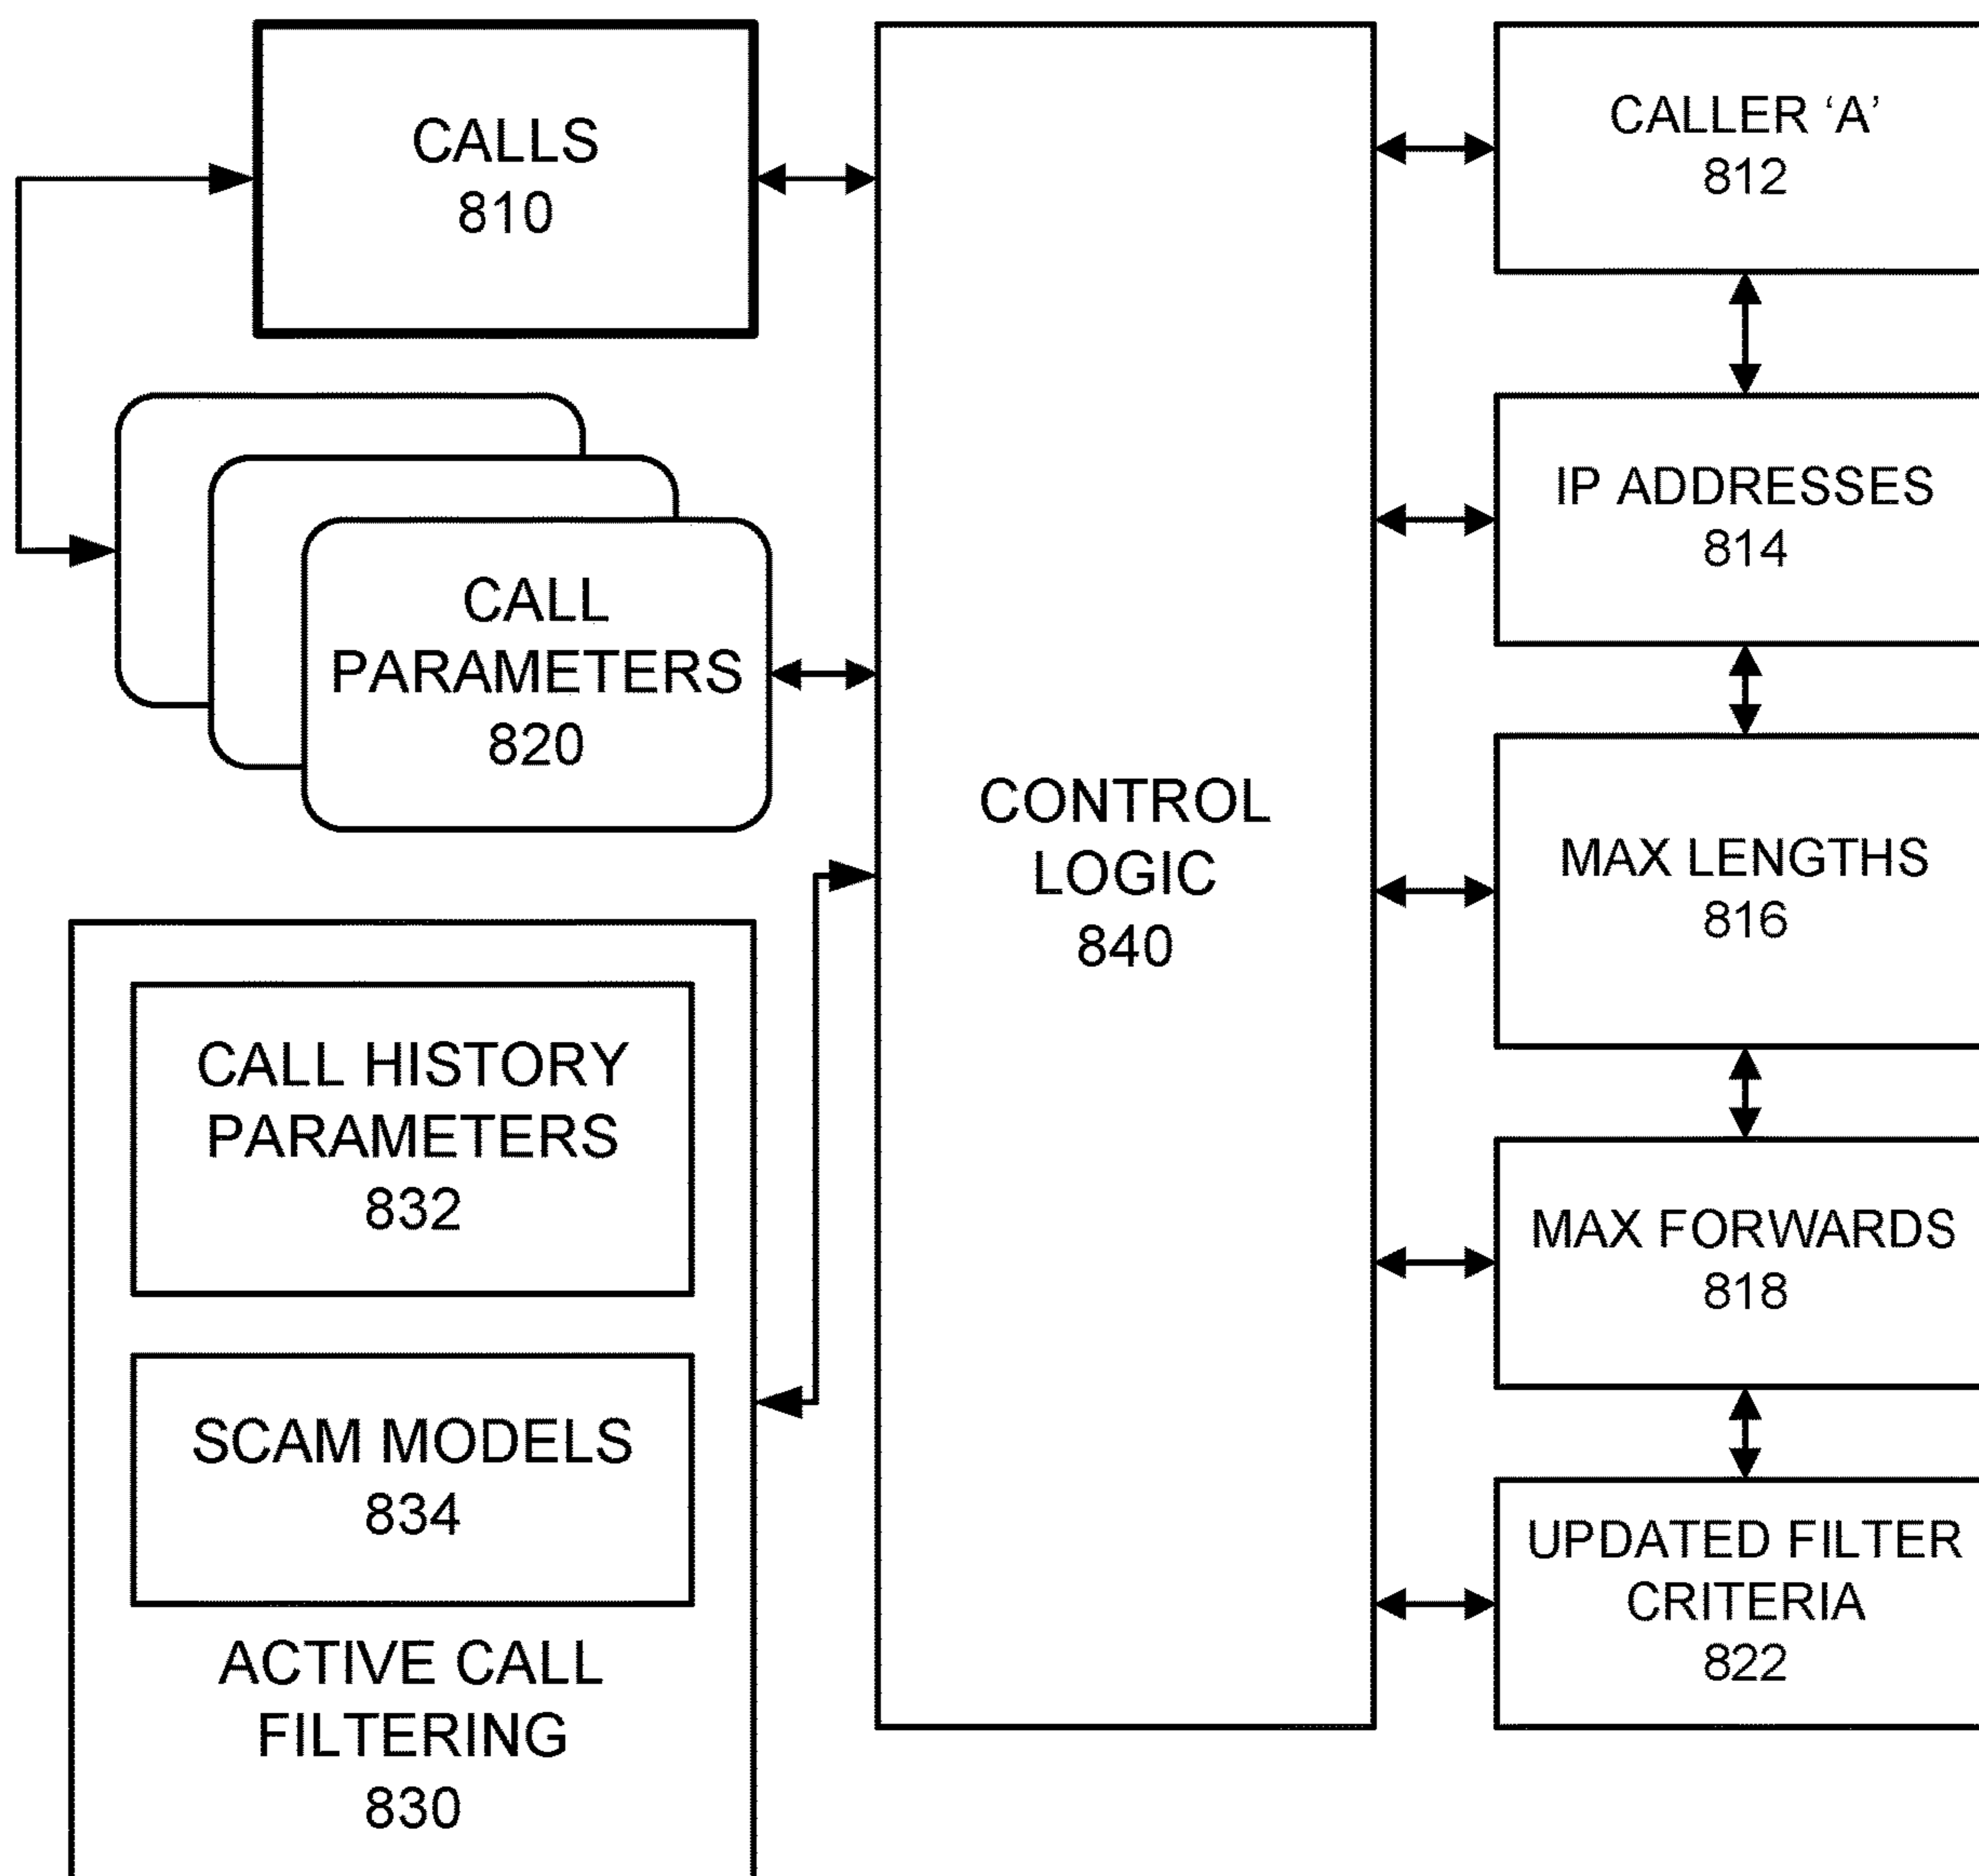 CALLS
810
CALL
PARAMETERS
820
CALL HISTORY
PARAMETERS
832
SCAM MODELS
834
ACTIVE CALL
FILTERING
830
CONTROL
LOGIC
840
CALLER ‘A’
812
IP ADDRESSES
814
MAX LENGTHS
816
MAX FORWARDS
818
UPDATED FILTER
CRITERIA
822